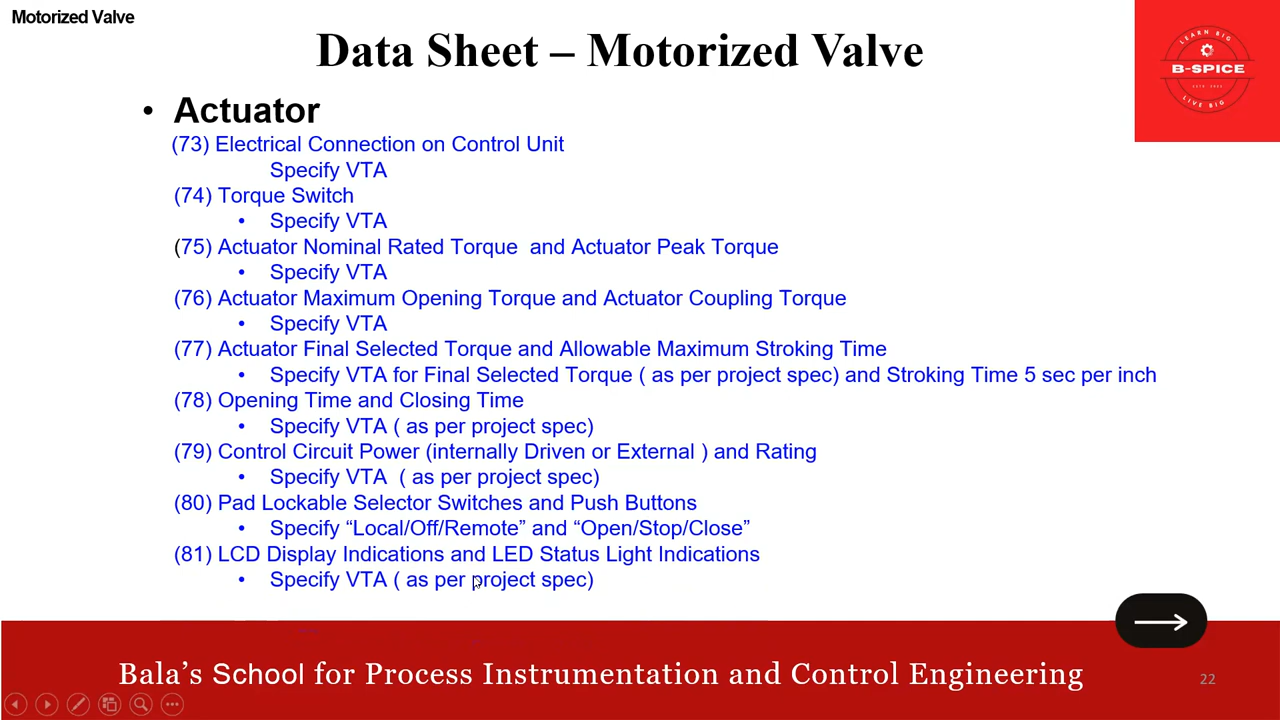 Motorized Valve
Data Sheet – Motorized Valve
LEARN BIG
B-SPICE
LIVE BIG
• Actuator
(73) Electrical Connection on Control Unit
Specify VTA
(74) Torque Switch
• Specify VTA
(75) Actuator Nominal Rated Torque and Actuator Peak Torque
• Specify VTA
(76) Actuator Maximum Opening Torque and Actuator Coupling Torque
• Specify VTA
(77) Actuator Final Selected Torque and Allowable Maximum Stroking Time
• Specify VTA for Final Selected Torque ( as per project spec) and Stroking Time 5 sec per inch
(78) Opening Time and Closing Time
• Specify VTA ( as per project spec)
(79) Control Circuit Power (internally Driven or External ) and Rating
• Specify VTA ( as per project spec)
(80) Pad Lockable Selector Switches and Push Buttons
• Specify “Local/Off/Remote” and “Open/Stop/Close”
(81) LCD Display Indications and LED Status Light Indications
• Specify VTA ( as per project spec)
Bala’s School for Process Instrumentation and Control Engineering
22